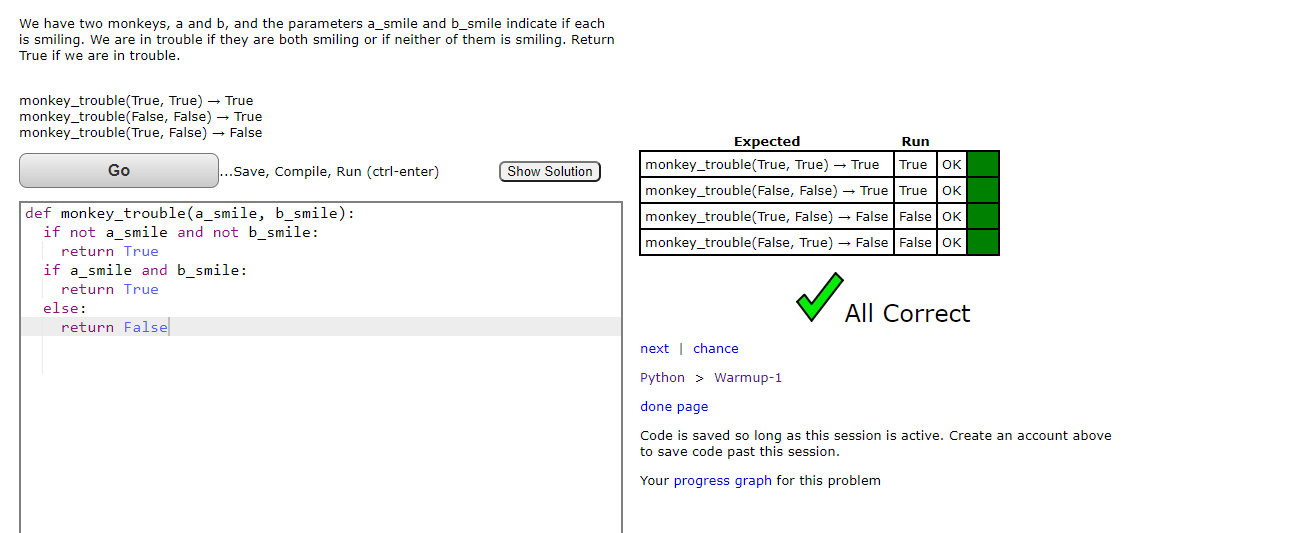 We have two monkeys, a and b, and the parameters a_smile and b_smile indicate if each
is smiling. We are in trouble if they are both smiling or if neither of them is smiling. Return
True if we are in trouble.
monkey_trouble(True, True) → True
monkey_trouble(False, False) → True
monkey_trouble(True, False) → False
Go
...Save, Compile, Run (ctrl-enter)
Show Solution
def monkey_trouble(a_smile, b_smile):
  if not a_smile and not b_smile:
    return True
  if a_smile and b_smile:
    return True
  else:
    return False
Expected Run
monkey_trouble(True, True) → True True OK
monkey_trouble(False, False) → True True OK
monkey_trouble(True, False) → False False OK
monkey_trouble(False, True) → False False OK
All Correct
next | chance
Python > Warmup-1
done page
Code is saved so long as this session is active. Create an account above
to save code past this session.
Your progress graph for this problem